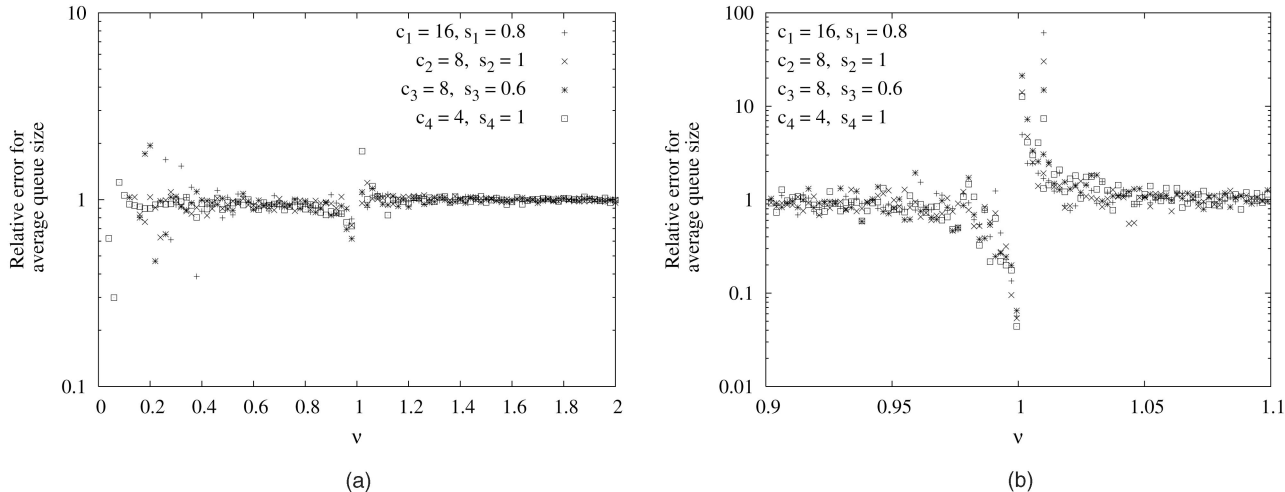 Relative error for
average queue size
10
1
0.1
c1 = 16, s1 = 0.8
c2 = 8, s2 = 1
c3 = 8, s3 = 0.6
c4 = 4, s4 = 1
0 0.2 0.4 0.6 0.8 1 1.2 1.4 1.6 1.8 2
ν
(a)
Relative error for
average queue size
100
10
1
0.1
0.01
c1 = 16, s1 = 0.8
c2 = 8, s2 = 1
c3 = 8, s3 = 0.6
c4 = 4, s4 = 1
0.9 0.95 1 1.05 1.1
ν
(b)